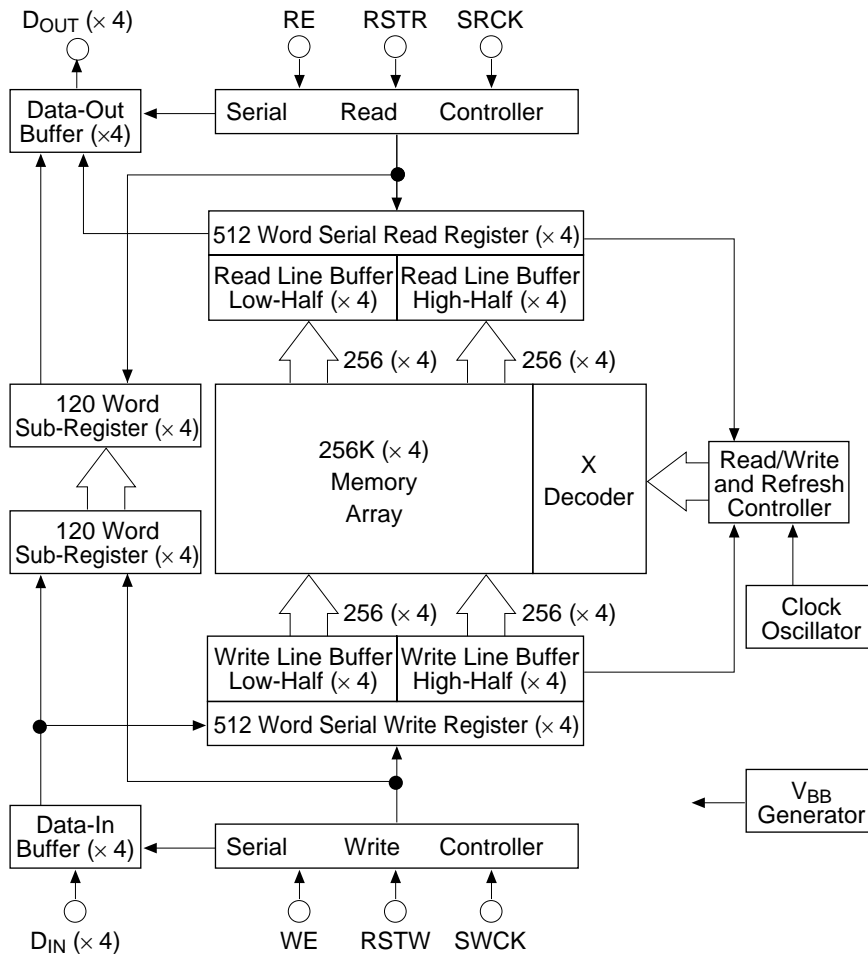 D_OUT (× 4)
RE
RSTR
SRCK
Data-Out
Buffer (×4)
Serial Read Controller
512 Word Serial Read Register (× 4)
Read Line Buffer
Low-Half (× 4)
Read Line Buffer
High-Half (× 4)
256 (× 4)
256 (× 4)
120 Word
Sub-Register (× 4)
256K (× 4)
Memory
Array
X
Decoder
Read/Write
and Refresh
Controller
120 Word
Sub-Register (× 4)
256 (× 4)
256 (× 4)
Clock
Oscillator
Write Line Buffer
Low-Half (× 4)
Write Line Buffer
High-Half (× 4)
512 Word Serial Write Register (× 4)
V_BB
Generator
Data-In
Buffer (× 4)
Serial Write Controller
D_IN (× 4)
WE
RSTW
SWCK